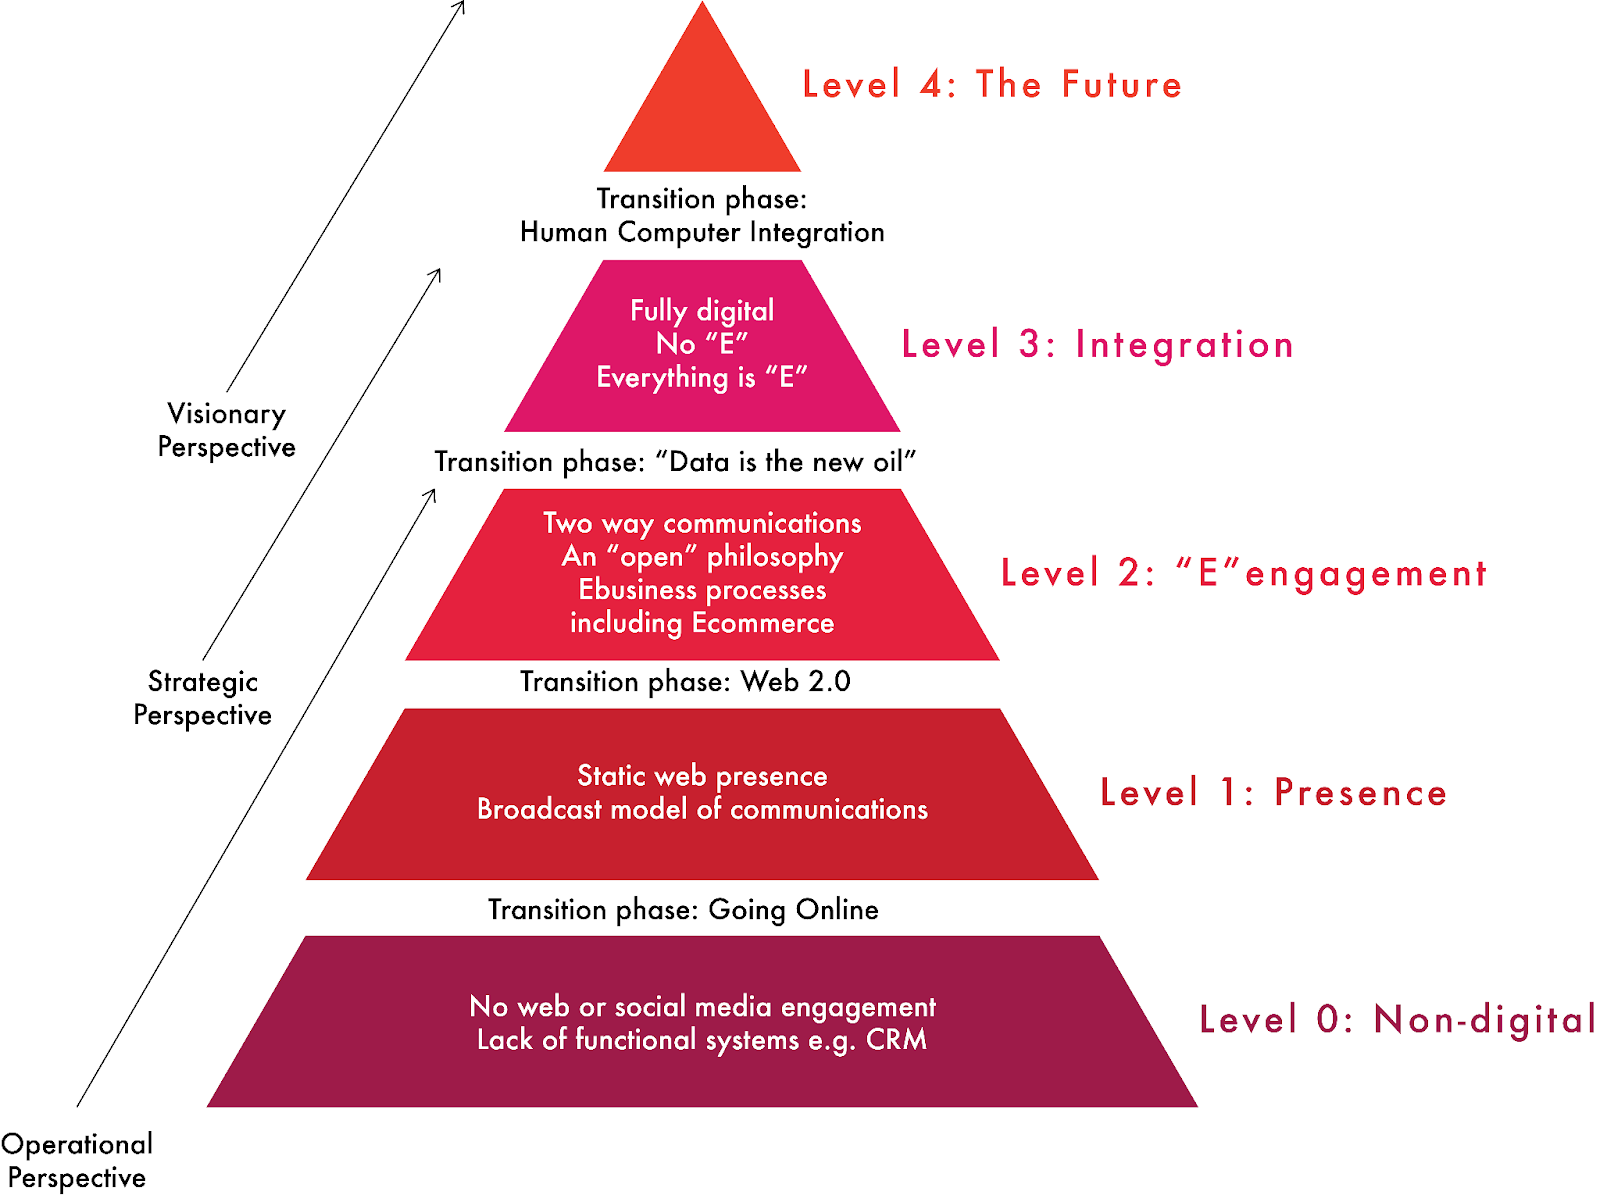 Level 4: The Future
Transition phase:
Human Computer Integration
Fully digital
No “E”
Everything is “E”
Level 3: Integration
Visionary
Perspective
Transition phase: “Data is the new oil”
Two way communications
An “open” philosophy
Ebusiness processes
including Ecommerce
Level 2: “E”engagement
Strategic
Perspective
Transition phase: Web 2.0
Static web presence
Broadcast model of communications
Level 1: Presence
Transition phase: Going Online
No web or social media engagement
Lack of functional systems e.g. CRM
Level 0: Non-digital
Operational
Perspective